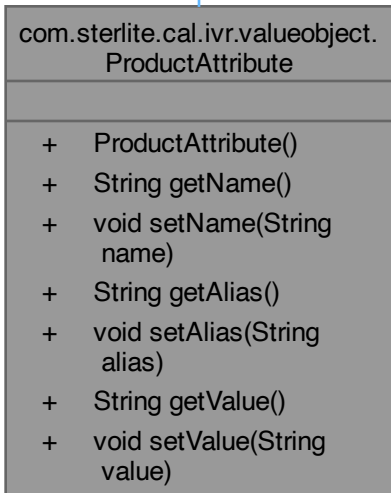 com.sterlite.cal.ivr.valueobject.
ProductAttribute
+ ProductAttribute()
+ String getName()
+ void setName(String
name)
+ String getAlias()
+ void setAlias(String
alias)
+ String getValue()
+ void setValue(String
value)